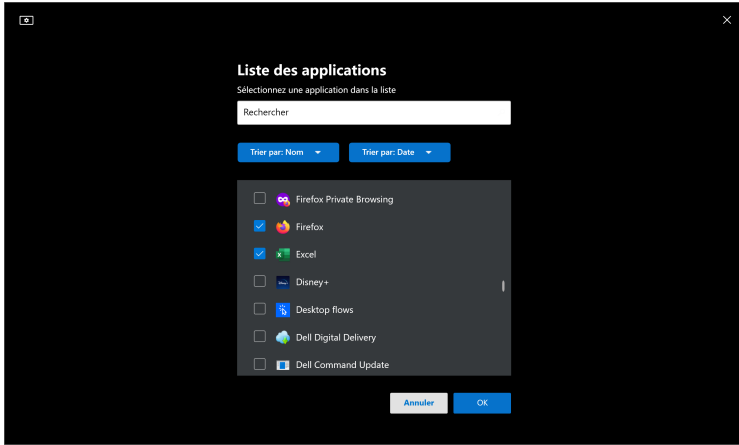 Liste des applications
Sélectionnez une application dans la liste
Rechercher
Trier par: Nom
Trier par: Date
Firefox Private Browsing
Firefox
Excel
Disney+
Desktop flows
Dell Digital Delivery
Dell Command Update
Annuler
OK